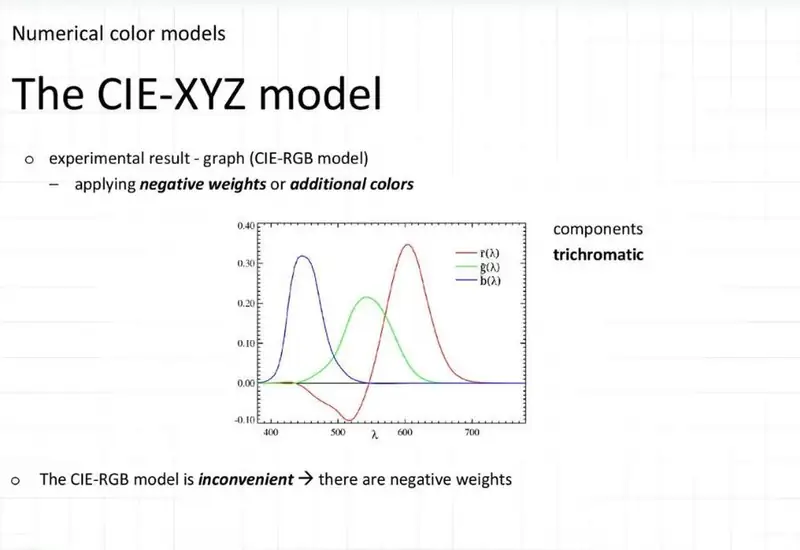 Numerical color models
The CIE-XYZ model
o experimental result - graph (CIE-RGB model)
– applying negative weights or additional colors
components
trichromatic
0.40
0.30
0.20
0.10
0.00
-0.10
r̄(λ)
ḡ(λ)
b̄(λ)
400 500 600 700
λ
o The CIE-RGB model is inconvenient → there are negative weights